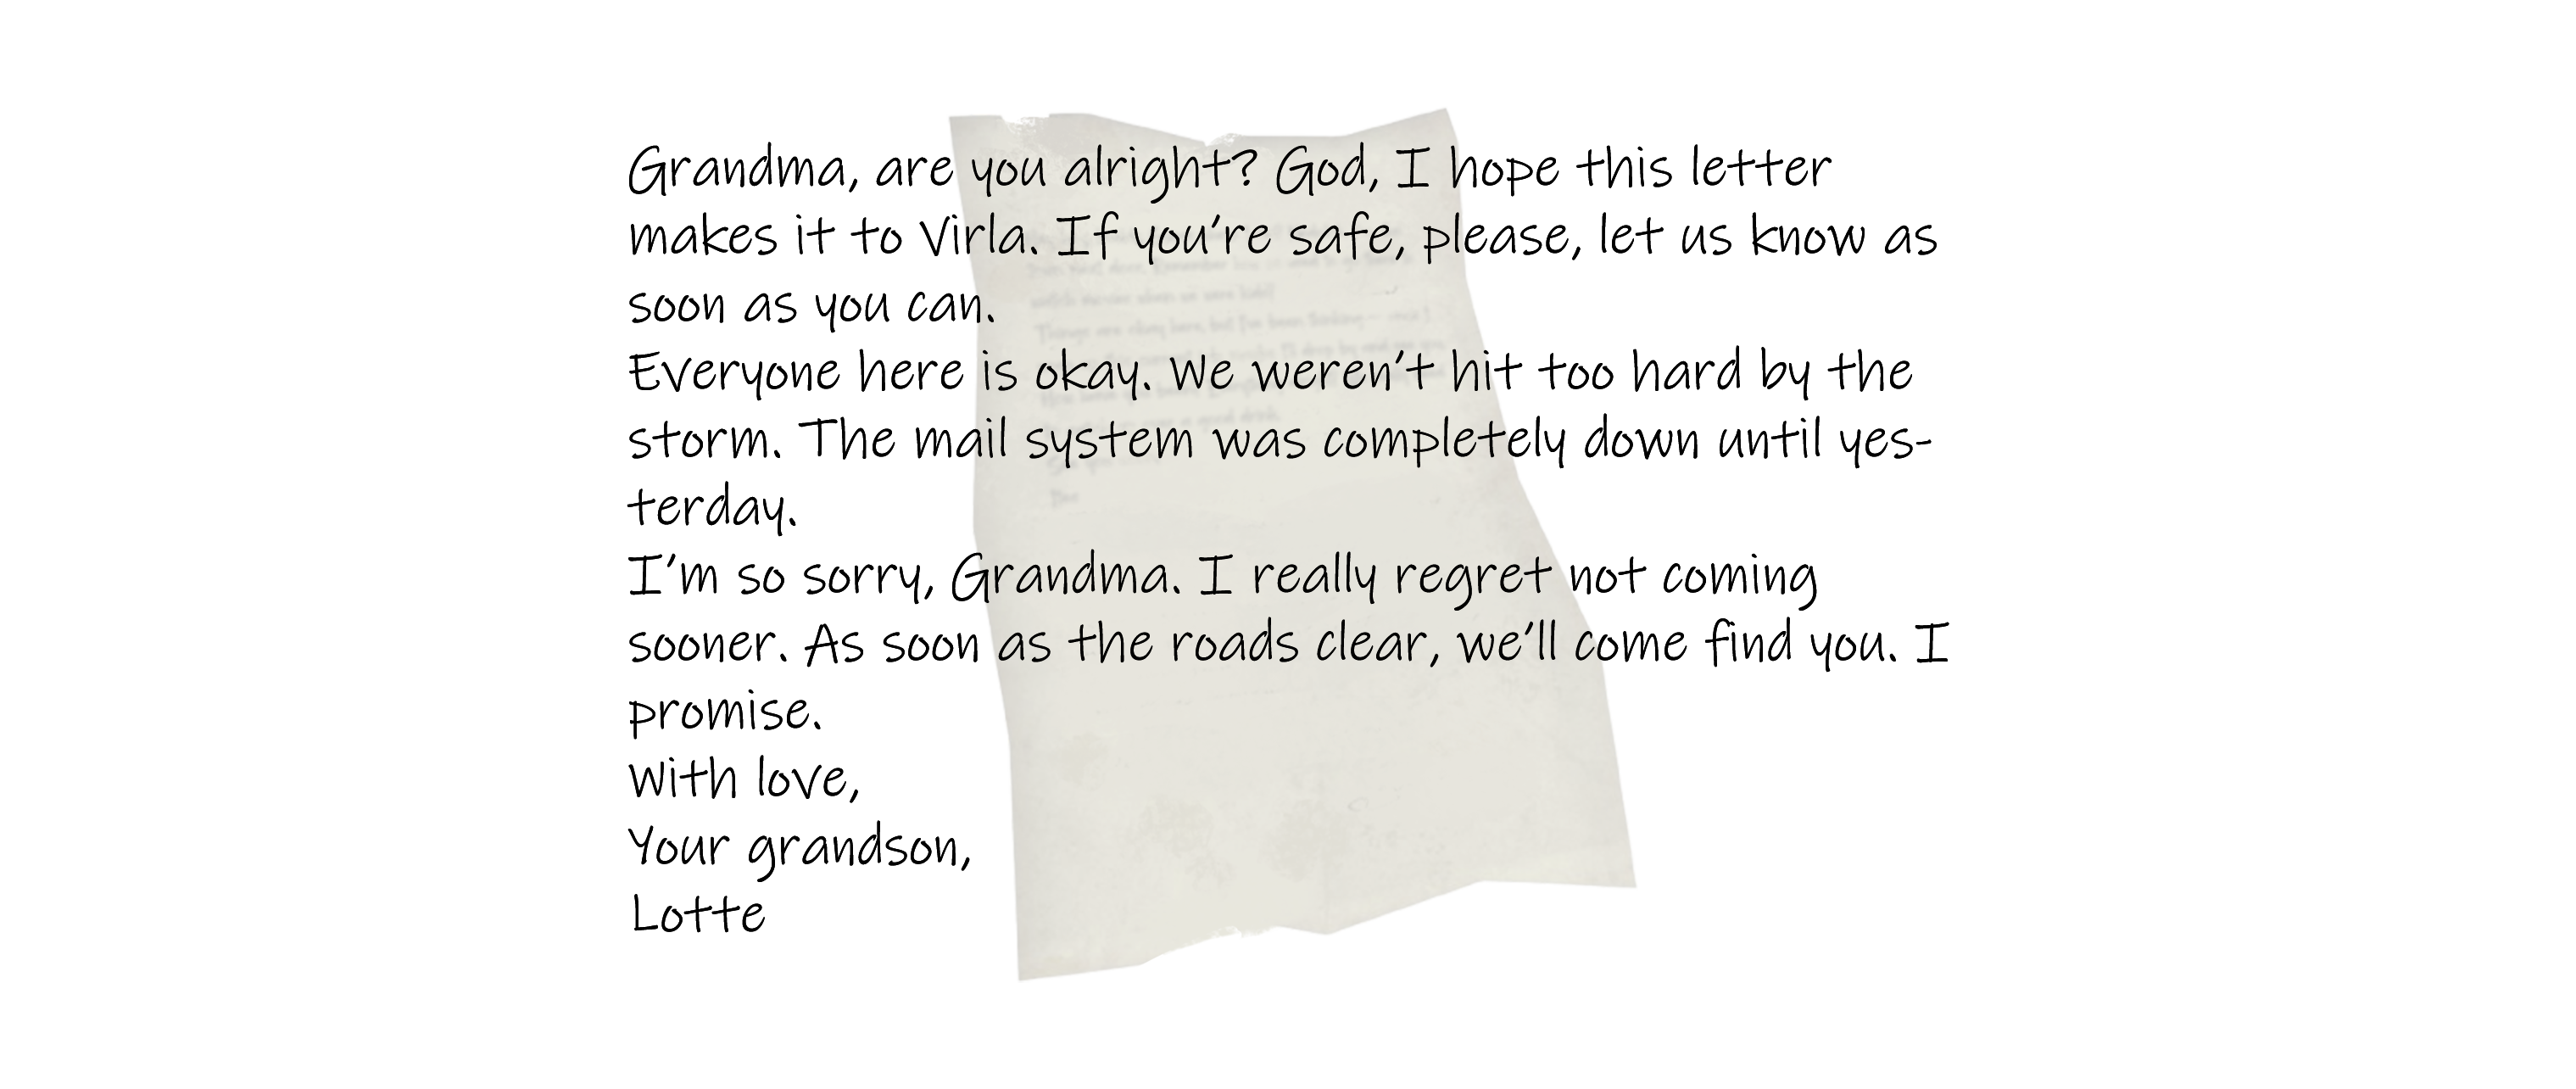 Grandma, are you alright? God, I hope this letter
makes it to Virla. If you're safe, please, let us know as
soon as you can.
Everyone here is okay. We weren't hit too hard by the
storm. The mail system was completely down until yes-
terday.
I'm so sorry, Grandma. I really regret not coming
sooner. As soon as the roads clear, we'll come find you. I
promise.
With love,
Your grandson,
Lotte